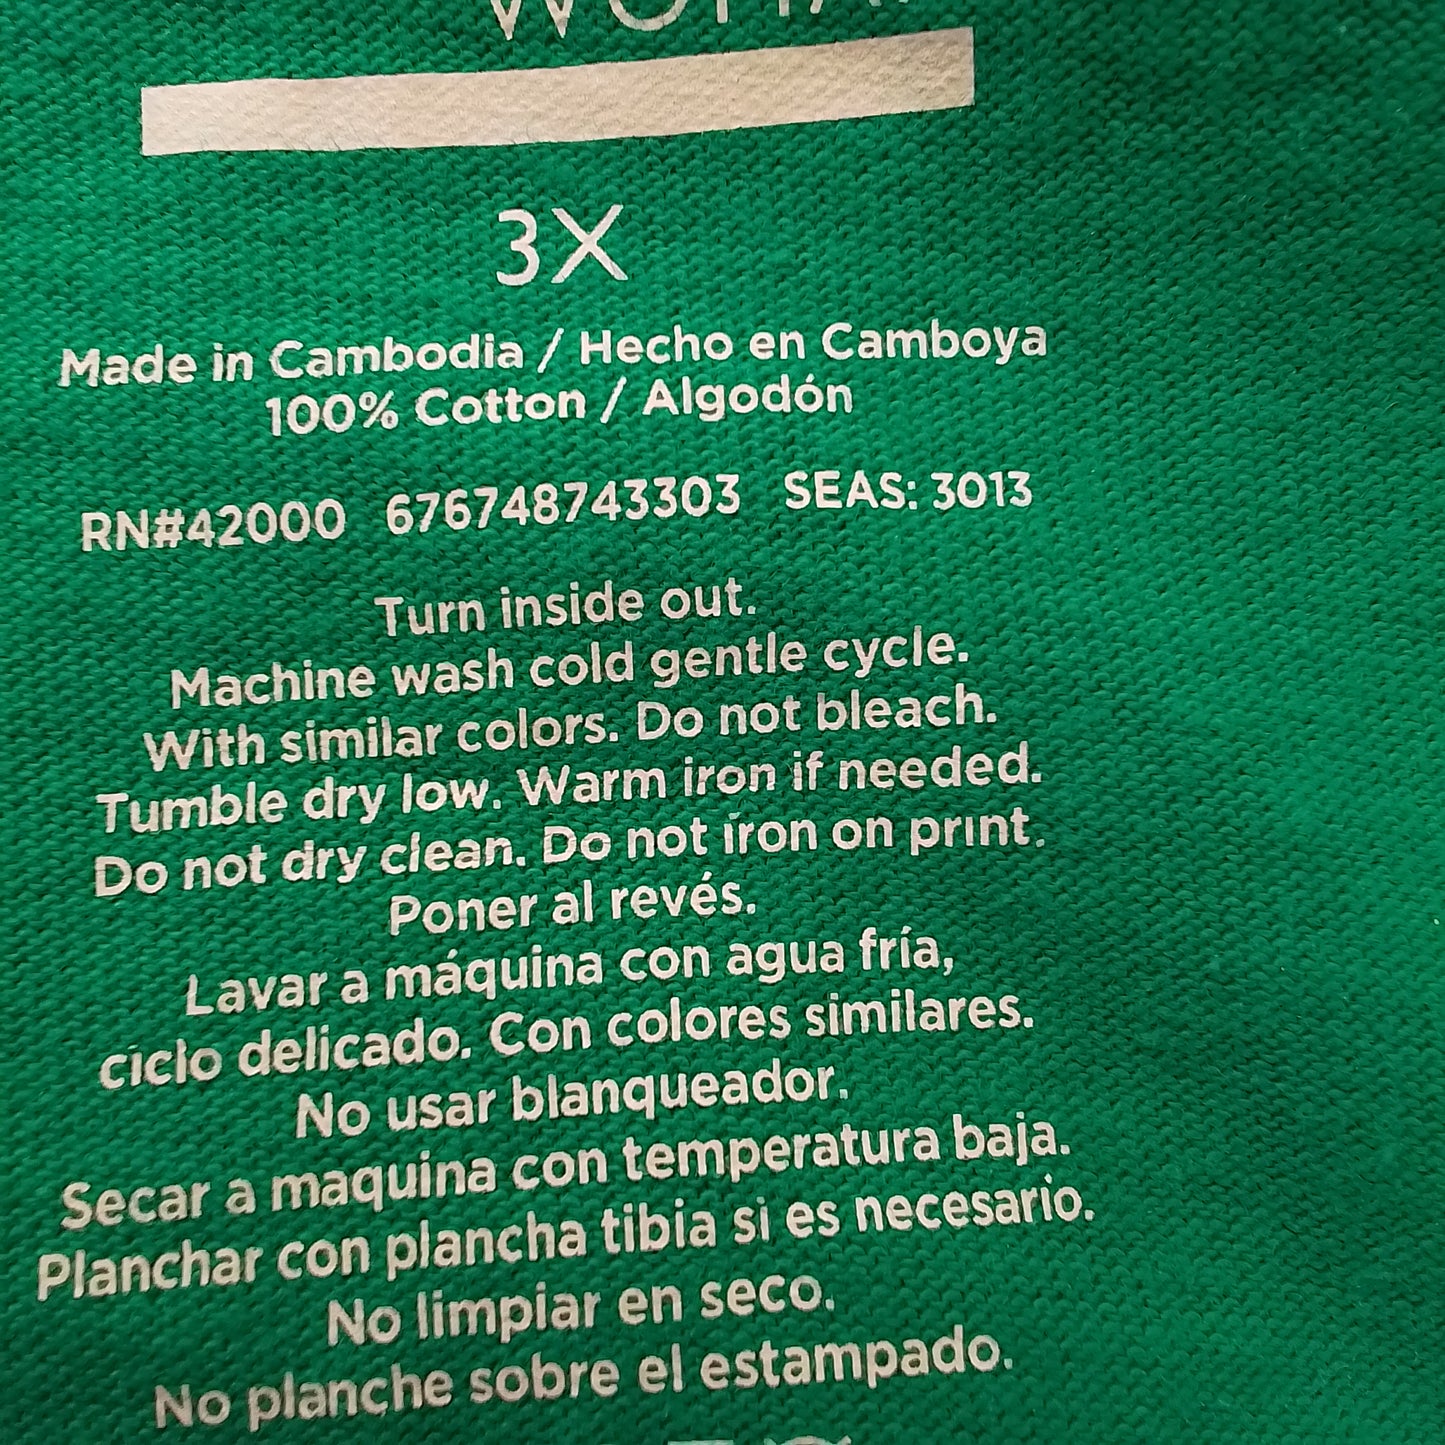 3X
Made in Cambodia / Hecho en Camboya
100% Cotton / Algodón
RN#42000 676748743303 SEAS: 3013
Turn inside out.
Machine wash cold gentle cycle.
With similar colors. Do not bleach.
Tumble dry low. Warm iron if needed.
Do not dry clean. Do not iron on print.
Poner al revés.
Lavar a máquina con agua fría,
ciclo delicado. Con colores similares.
No usar blanqueador.
Secar a maquina con temperatura baja.
Planchar con plancha tibia si es necesario.
No limpiar en seco.
No planche sobre el estampado.